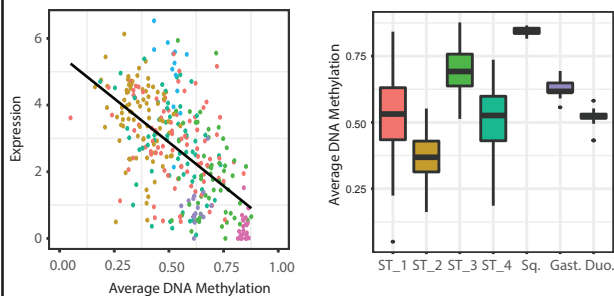 Expression
6
4
2
0
0.00 0.25 0.50 0.75 1.00
Average DNA Methylation
Average DNA Methylation
0.75
0.50
0.25
ST_1 ST_2 ST_3 ST_4 Sq. Gast. Duo.